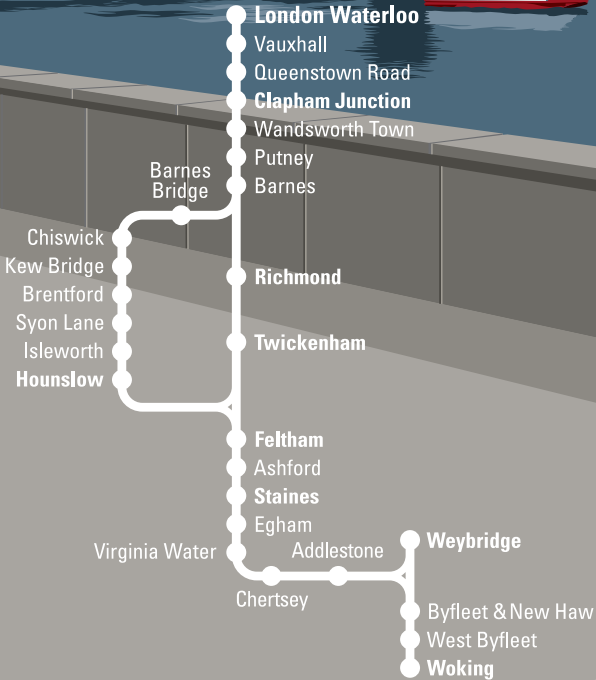 London Waterloo
Vauxhall
Queenstown Road
Clapham Junction
Wandsworth Town
Putney
Barnes
Barnes
Bridge
Chiswick
Kew Bridge
Brentford
Syon Lane
Isleworth
Hounslow
Richmond
Twickenham
Feltham
Ashford
Staines
Egham
Virginia Water
Chertsey
Addlestone
Weybridge
Byfleet & New Haw
West Byfleet
Woking